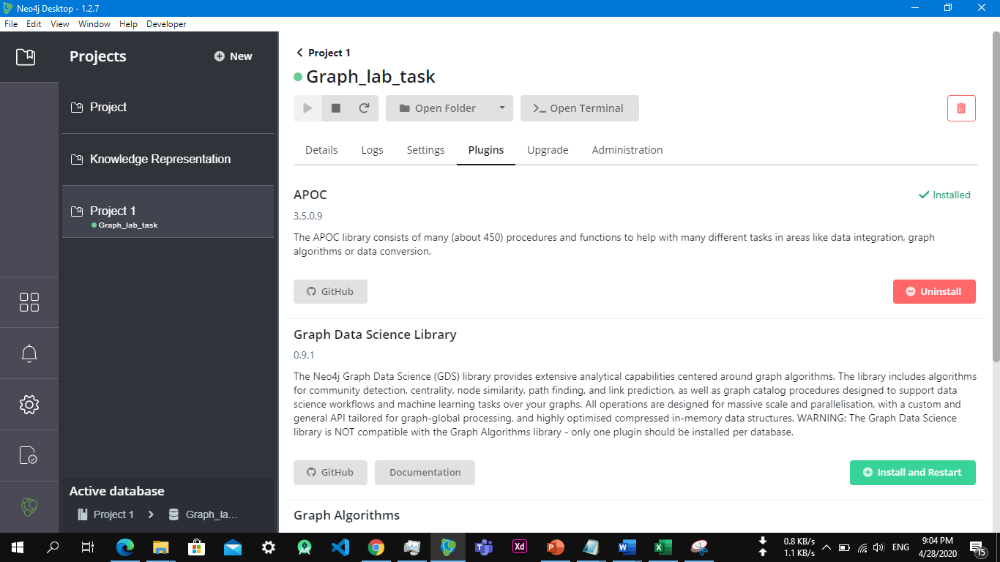 Neo4j Desktop - 1.2.7
File Edit View Window Help Developer
Projects
New
Project
Knowledge Representation
Project 1
Graph_lab_task
Active database
Project 1
Graph_la...
Project 1
Graph_lab_task
Open Folder
Open Terminal
Details Logs Settings Plugins Upgrade Administration
APOC
Installed
3.5.0.9
The APOC library consists of many (about 450) procedures and functions to help with many different tasks in areas like data integration, graph
algorithms or data conversion.
GitHub
Uninstall
Graph Data Science Library
0.9.1
The Neo4j Graph Data Science (GDS) library provides extensive analytical capabilities centered around graph algorithms. The library includes algorithms
for community detection, centrality, node similarity, path finding, and link prediction, as well as graph catalog procedures designed to support data
science workflows and machine learning tasks over your graphs. All operations are designed for massive scale and parallelisation, with a custom and
general API tailored for graph-global processing, and highly optimised compressed in-memory data structures. WARNING: The Graph Data Science
library is NOT compatible with the Graph Algorithms library - only one plugin should be installed per database.
GitHub
Documentation
Install and Restart
Graph Algorithms
Xd
0.8 KB/s
1.1 KB/s
ENG
9:04 PM
4/28/2020
15